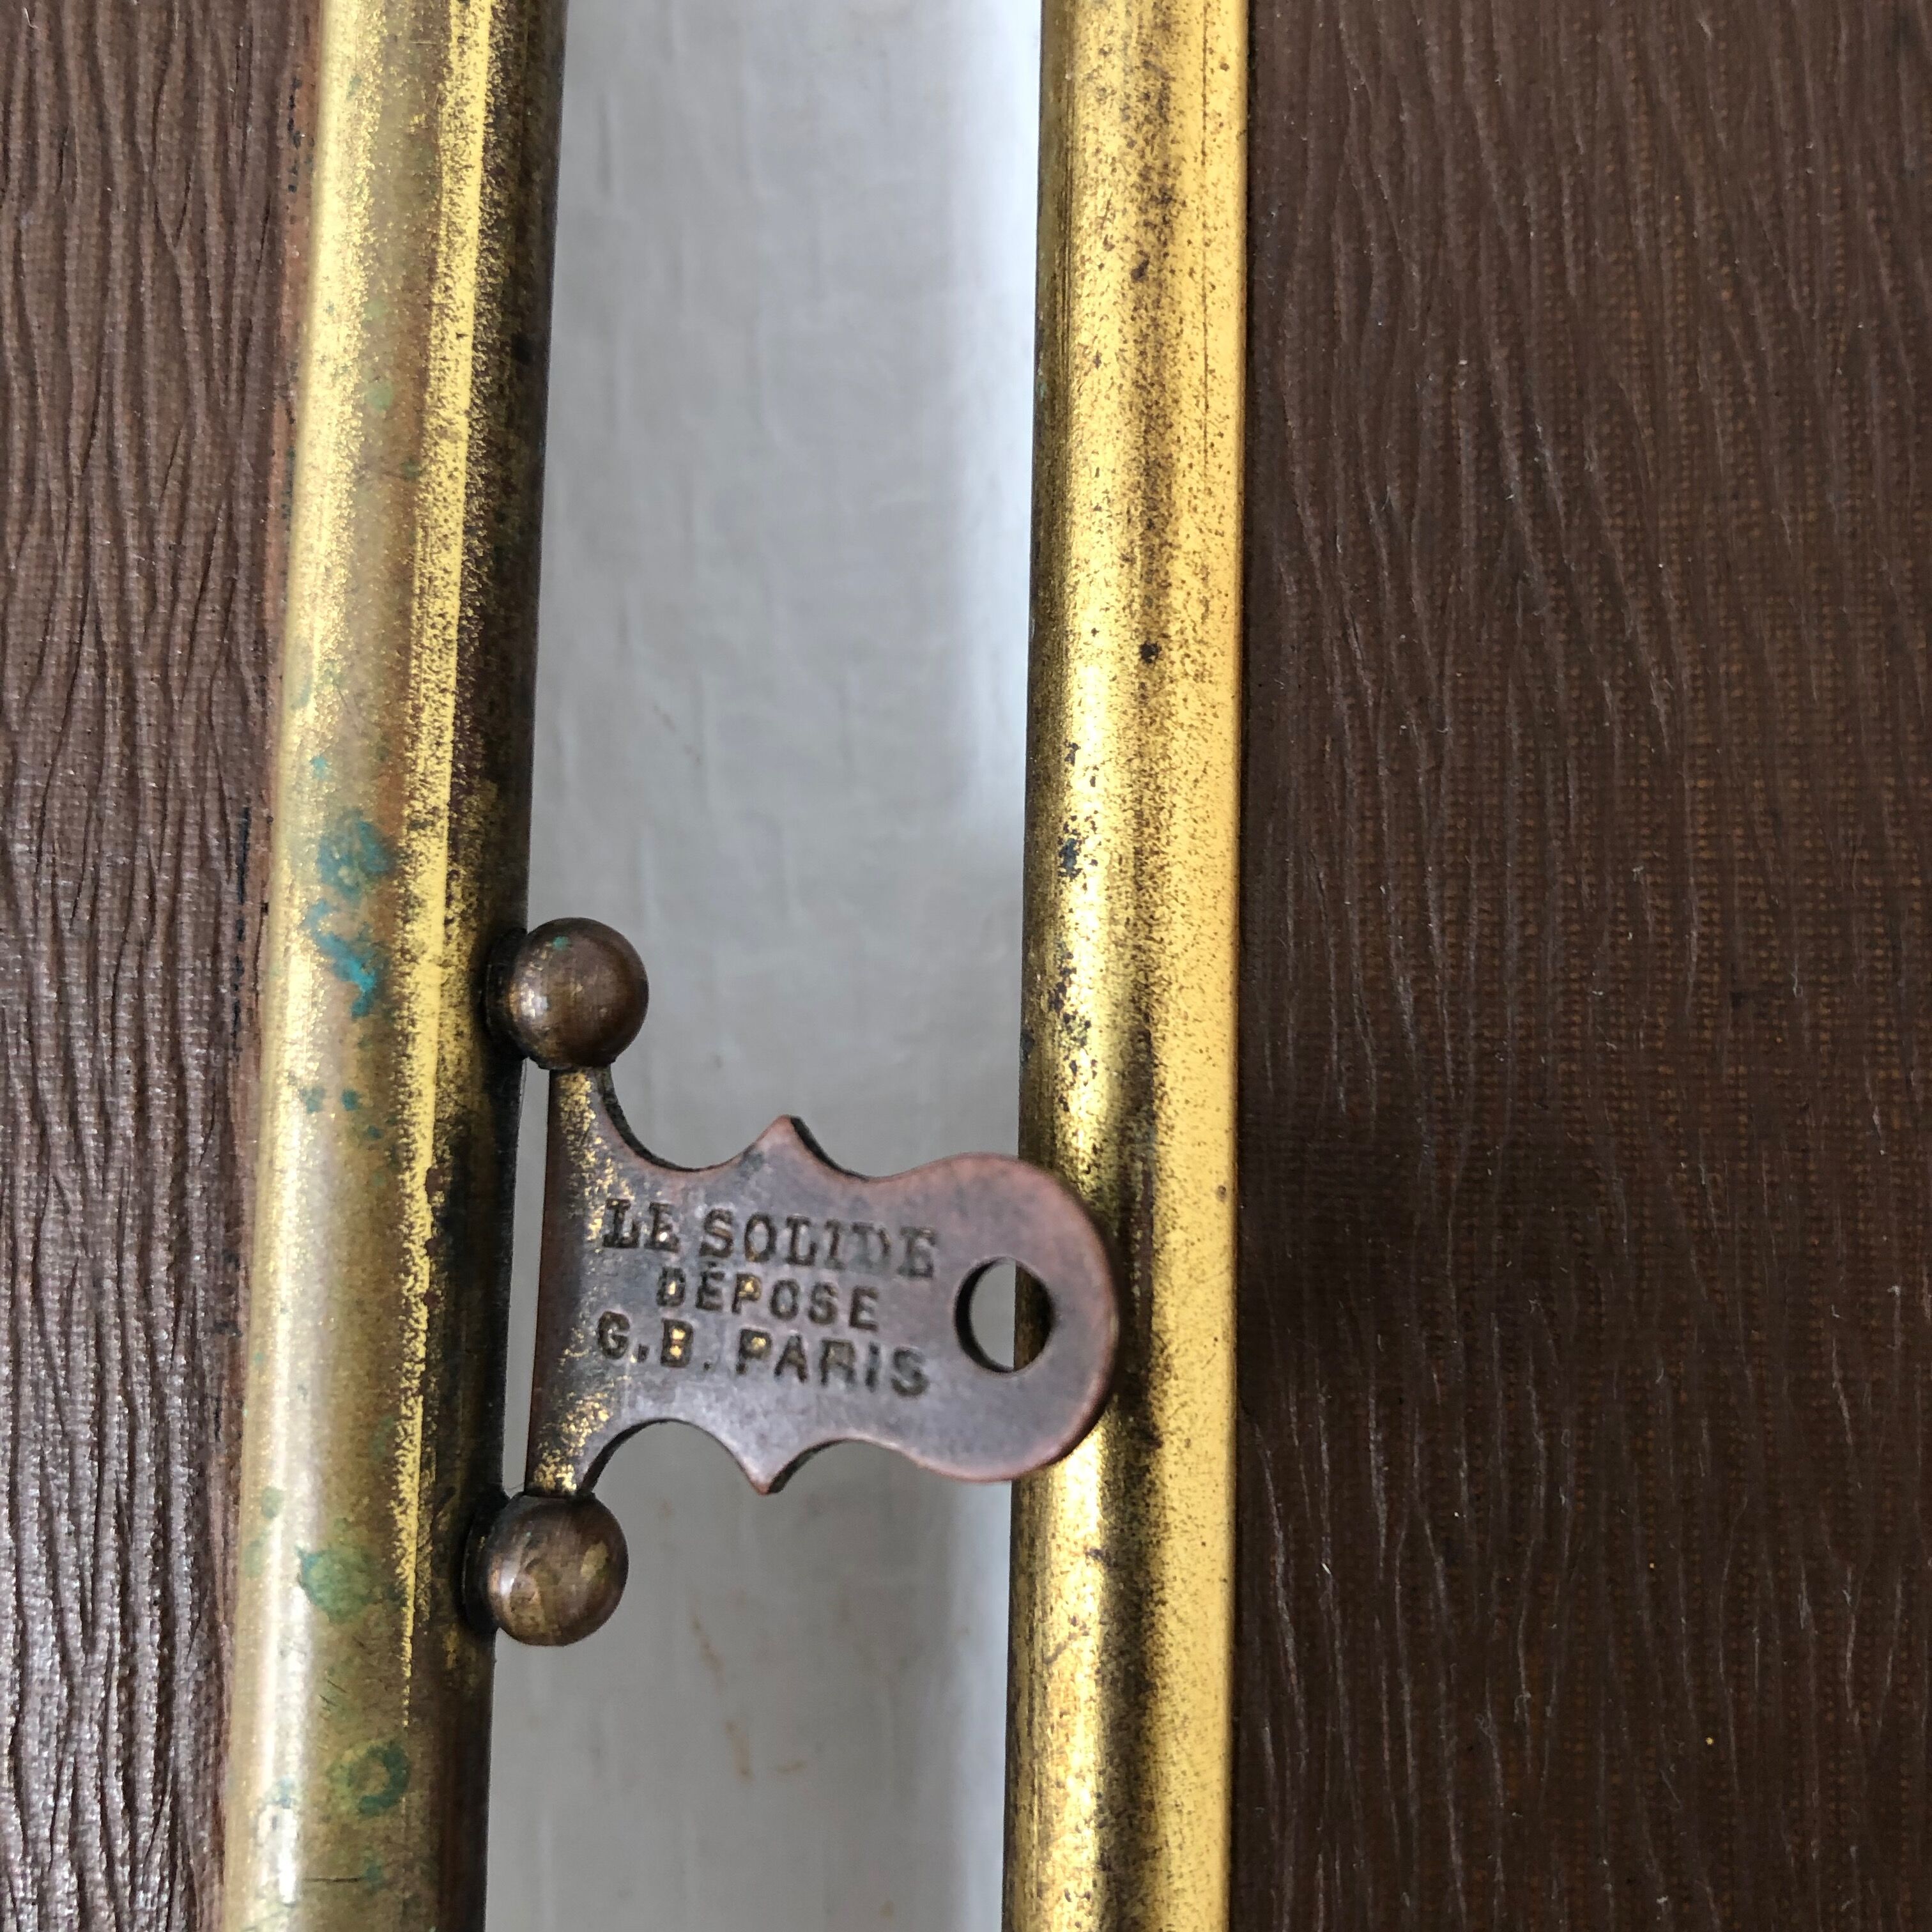 LE SOLIDE
DÉPOSE
G.B. PARIS